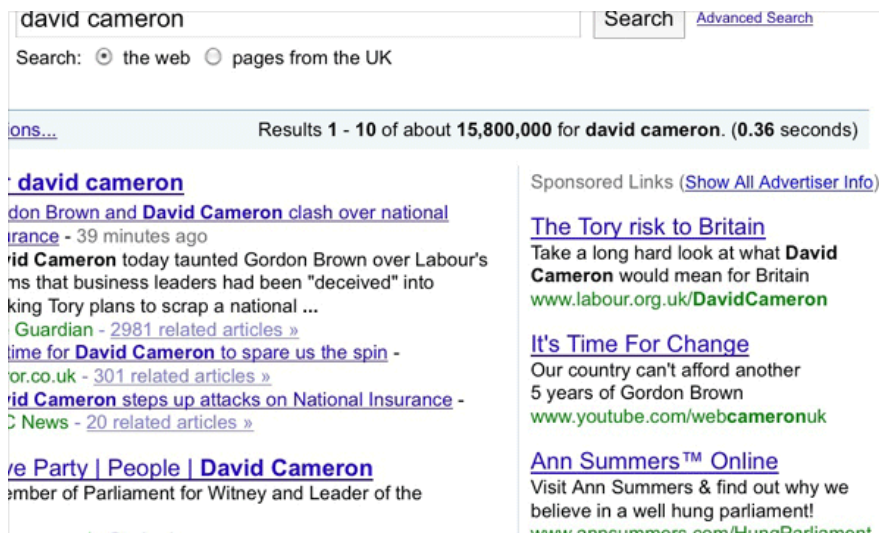 david cameron Search Advanced Search
Search: the web pages from the UK
ions... Results 1 - 10 of about 15,800,000 for david cameron. (0.36 seconds)
david cameron
don Brown and David Cameron clash over national
urance - 39 minutes ago
vid Cameron today taunted Gordon Brown over Labour's
ms that business leaders had been "deceived" into
king Tory plans to scrap a national ...
Guardian - 2981 related articles »
time for David Cameron to spare us the spin -
or.co.uk - 301 related articles »
vid Cameron steps up attacks on National Insurance -
C News - 20 related articles »
ve Party | People | David Cameron
ember of Parliament for Witney and Leader of the
Sponsored Links (Show All Advertiser Info)
The Tory risk to Britain
Take a long hard look at what David
Cameron would mean for Britain
www.labour.org.uk/DavidCameron
It's Time For Change
Our country can't afford another
5 years of Gordon Brown
www.youtube.com/webcameronuk
Ann Summers™ Online
Visit Ann Summers & find out why we
believe in a well hung parliament!
www.annsummers.com/HungParliament